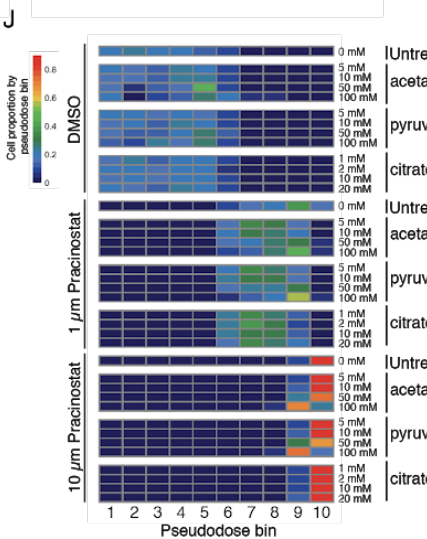 J
Cell proportion by
pseudodose bin
0.8
0.6
0.4
0.2
0
DMSO
0 mM Untre
5 mM aceta
10 mM
50 mM
100 mM
5 mM pyruv
10 mM
50 mM
100 mM
1 mM citrat
2 mM
10 mM
20 mM
1 µm Pracinostat
0 mM Untre
5 mM aceta
10 mM
50 mM
100 mM
5 mM pyruv
10 mM
50 mM
100 mM
1 mM citrat
2 mM
10 mM
20 mM
10 µm Pracinostat
0 mM Untre
5 mM aceta
10 mM
50 mM
100 mM
5 mM pyruv
10 mM
50 mM
100 mM
1 mM citrat
2 mM
10 mM
20 mM
1 2 3 4 5 6 7 8 9 10
Pseudodose bin